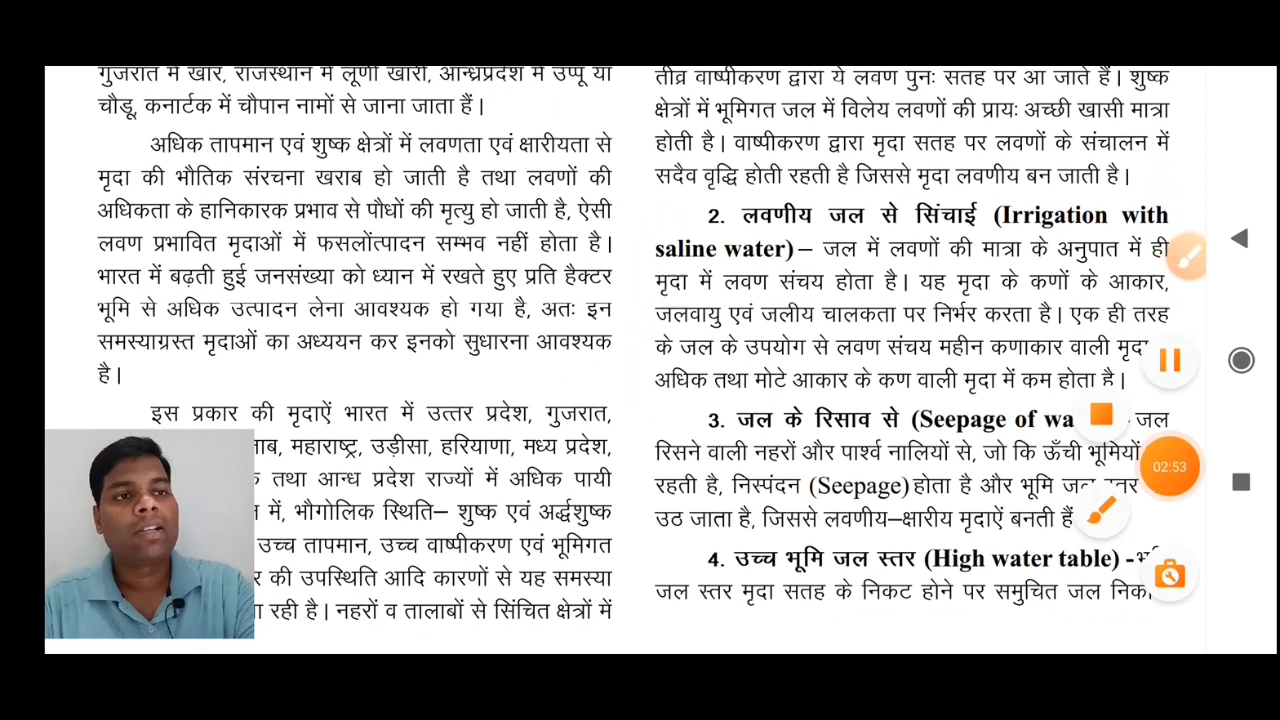 गुजरात में खार, राजस्थान में लूणी खारी, आन्ध्रप्रदेश में उप्पू या
चौडू, कनार्टक में चौपान नामों से जाना जाता हैं।
अधिक तापमान एवं शुष्क क्षेत्रों में लवणता एवं क्षारीयता से
मृदा की भौतिक संरचना खराब हो जाती है तथा लवणों की
अधिकता के हानिकारक प्रभाव से पौधों की मृत्यु हो जाती है, ऐसी
लवण प्रभावित मृदाओं में फसलोंत्पादन सम्भव नहीं होता है।
भारत में बढ़ती हुई जनसंख्या को ध्यान में रखते हुए प्रति हैक्टर
भूमि से अधिक उत्पादन लेना आवश्यक हो गया है, अतः इन
समस्याग्रस्त मृदाओं का अध्ययन कर इनको सुधारना आवश्यक
है।
इस प्रकार की मृदाऐं भारत में उत्तर प्रदेश, गुजरात,
महाराष्ट्र, उड़ीसा, हरियाणा, मध्य प्रदेश,
तथा आन्ध प्रदेश राज्यों में अधिक पायी
में, भौगोलिक स्थिति– शुष्क एवं अर्द्धशुष्क
उच्च तापमान, उच्च वाष्पीकरण एवं भूमिगत
की उपस्थिति आदि कारणों से यह समस्या
रही है। नहरों व तालाबों से सिंचित क्षेत्रों में
तीव्र वाष्पीकरण द्वारा ये लवण पुनः सतह पर आ जाते हैं। शुष्क
क्षेत्रों में भूमिगत जल में विलेय लवणों की प्रायः अच्छी खासी मात्रा
होती है। वाष्पीकरण द्वारा मृदा सतह पर लवणों के संचालन में
सदैव वृद्धि होती रहती है जिससे मृदा लवणीय बन जाती है।
2. लवणीय जल से सिंचाई (Irrigation with
saline water)– जल में लवणों की मात्रा के अनुपात में ही
मृदा में लवण संचय होता है। यह मृदा के कणों के आकार,
जलवायु एवं जलीय चालकता पर निर्भर करता है। एक ही तरह
के जल के उपयोग से लवण संचय महीन कणाकार वाली
अधिक तथा मोटे आकार के कण वाली मृदा में कम होता है।
3. जल के रिसाव से (Seepage of जल
रिसने वाली नहरों और पार्श्व नालियों से, जो कि ऊँची भूमियों
रहती है, निस्पंदन (Seepage) होता है और भूमि
उठ जाता है, जिससे लवणीय–क्षारीय मृदाऐं बनती हैं
4. उच्च भूमि जल स्तर (High water table) -
जल स्तर मृदा सतह के निकट होने पर समुचित जल
02:53